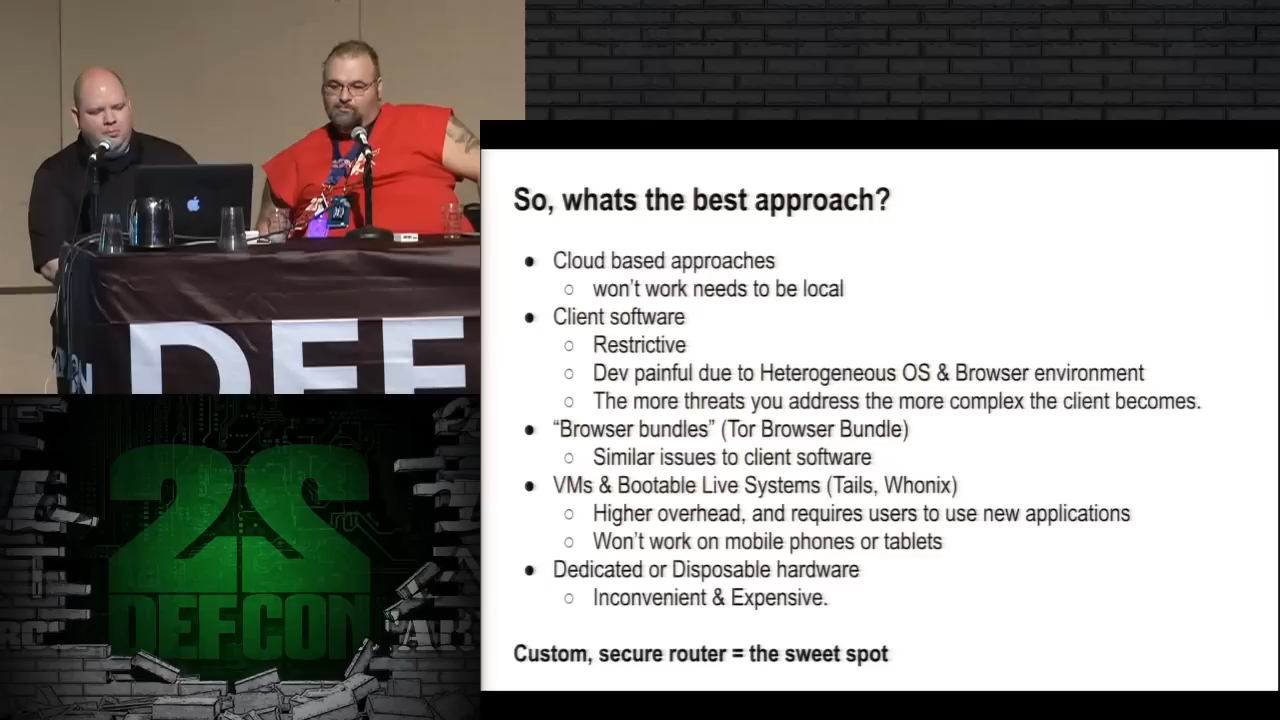 So, whats the best approach?
● Cloud based approaches
○ won't work needs to be local
● Client software
○ Restrictive
○ Dev painful due to Heterogeneous OS & Browser environment
○ The more threats you address the more complex the client becomes.
● “Browser bundles” (Tor Browser Bundle)
○ Similar issues to client software
● VMs & Bootable Live Systems (Tails, Whonix)
○ Higher overhead, and requires users to use new applications
○ Won't work on mobile phones or tablets
● Dedicated or Disposable hardware
○ Inconvenient & Expensive.
Custom, secure router = the sweet spot
DEF
22
DEFCON